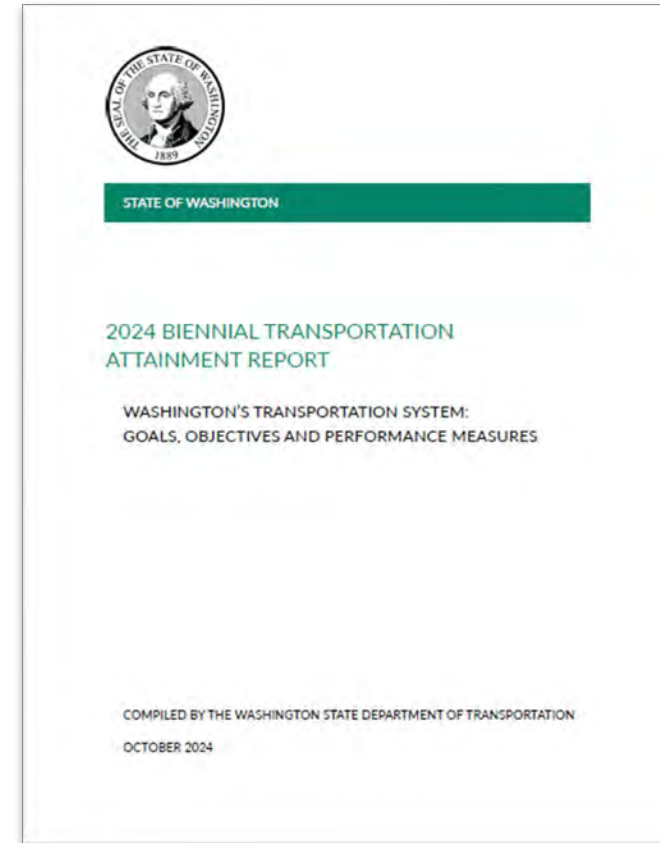 THE SEAL OF THE STATE OF WASHINGTON
1889
STATE OF WASHINGTON
2024 BIENNIAL TRANSPORTATION
ATTAINMENT REPORT
WASHINGTON'S TRANSPORTATION SYSTEM:
GOALS, OBJECTIVES AND PERFORMANCE MEASURES
COMPILED BY THE WASHINGTON STATE DEPARTMENT OF TRANSPORTATION
OCTOBER 2024